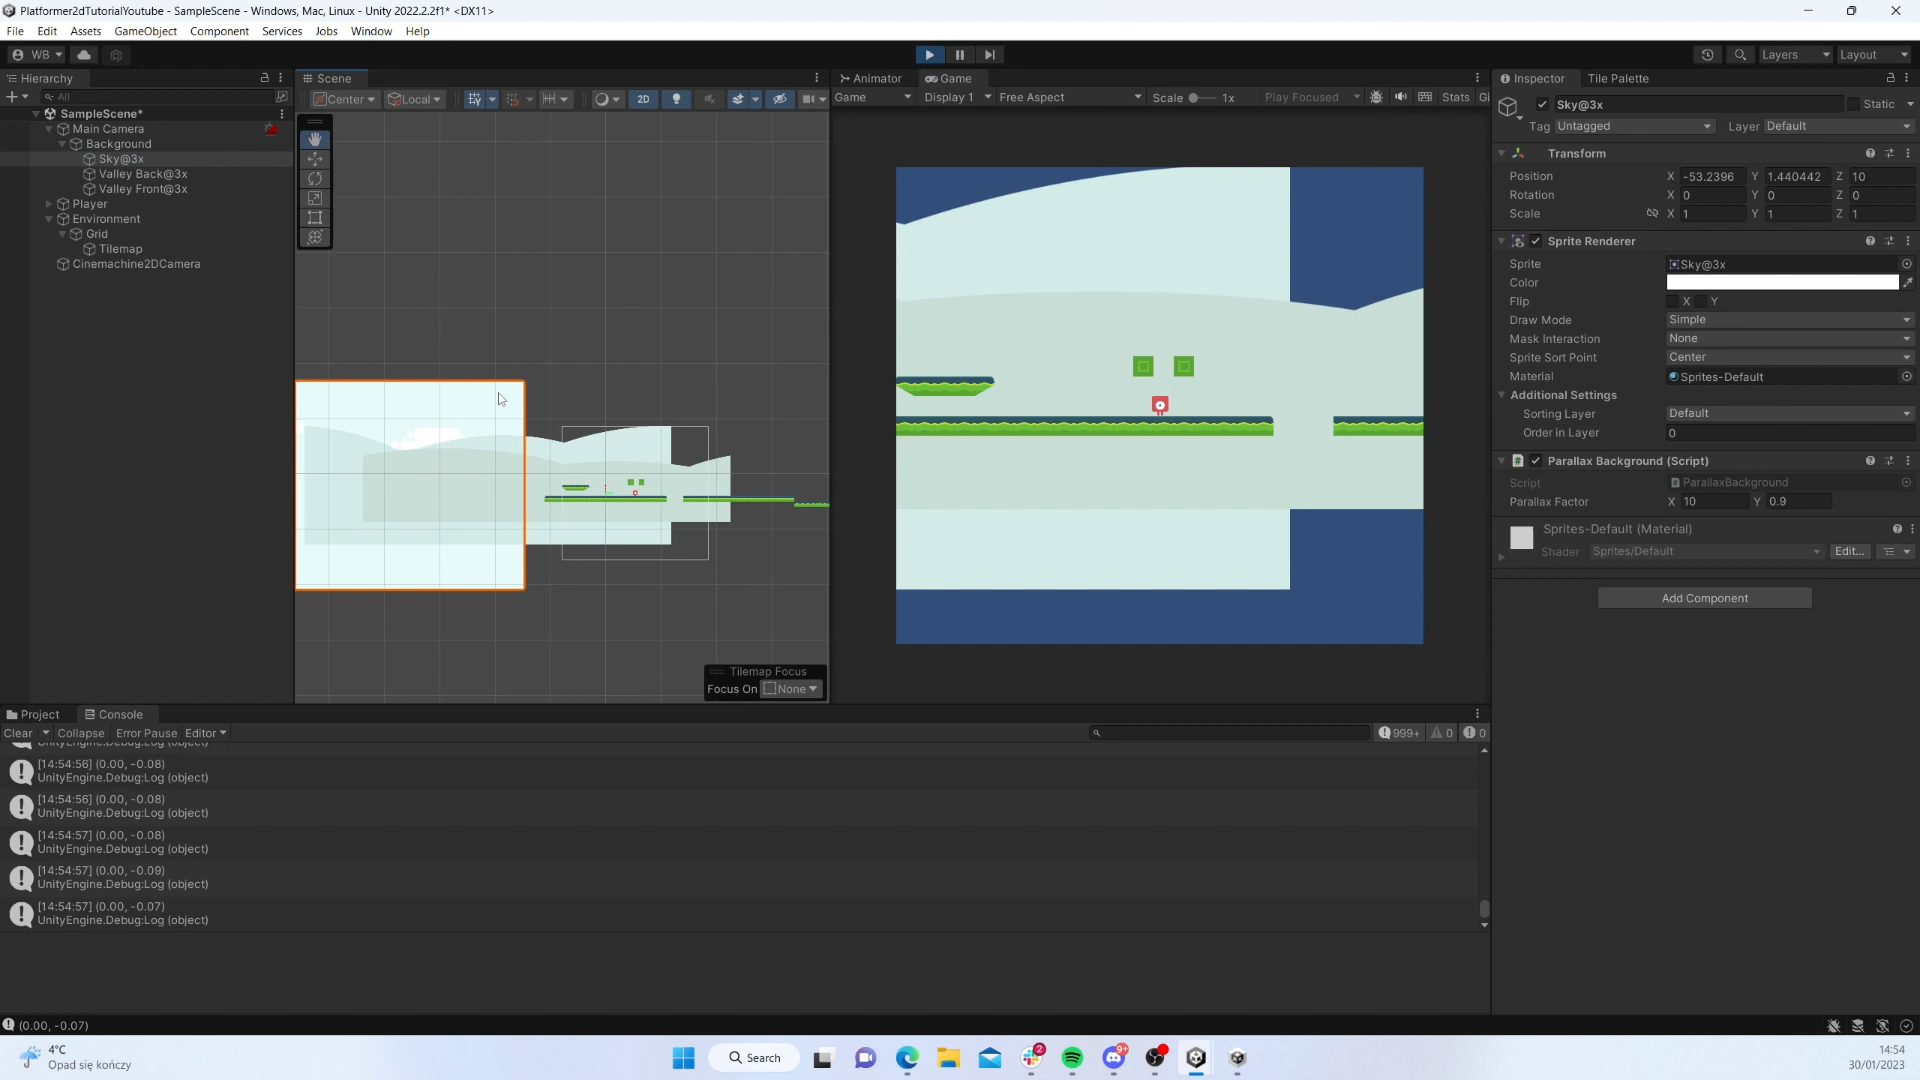 Platformer2dTutorialYoutube - SampleScene - Windows, Mac, Linux - Unity 2022.2.2f1* <DX11>
File Edit Assets GameObject Component Services Jobs Window Help
WB Layers Layout
Hierarchy
All
SampleScene*
Main Camera
Background
Sky@3x
Valley Back@3x
Valley Front@3x
Player
Environment
Grid
Tilemap
Cinemachine2DCamera
Scene
Center Local 2D
Tilemap Focus
Focus On None
Animator Game
Game Display 1 Free Aspect Scale 1x Play Focused Stats Gi
Inspector Tile Palette
Sky@3x Static
Tag Untagged Layer Default
Transform
Position X -53.2396 Y 1.440442 Z 10
Rotation X 0 Y 0 Z 0
Scale X 1 Y 1 Z 1
Sprite Renderer
Sprite Sky@3x
Color
Flip X Y
Draw Mode Simple
Mask Interaction None
Sprite Sort Point Center
Material Sprites-Default
Additional Settings
Sorting Layer Default
Order in Layer 0
Parallax Background (Script)
Script ParallaxBackground
Parallax Factor X 10 Y 0.9
Sprites-Default (Material)
Shader Sprites/Default Edit...
Add Component
Project Console
Clear Collapse Error Pause Editor 999+ 0 0
UnityEngine.Debug:Log (object)
[14:54:56] (0.00, -0.08)
UnityEngine.Debug:Log (object)
[14:54:56] (0.00, -0.08)
UnityEngine.Debug:Log (object)
[14:54:57] (0.00, -0.08)
UnityEngine.Debug:Log (object)
[14:54:57] (0.00, -0.09)
UnityEngine.Debug:Log (object)
[14:54:57] (0.00, -0.07)
UnityEngine.Debug:Log (object)
(0.00, -0.07)
4°C
Opad się kończy
Search
2
9+
14:54
30/01/2023